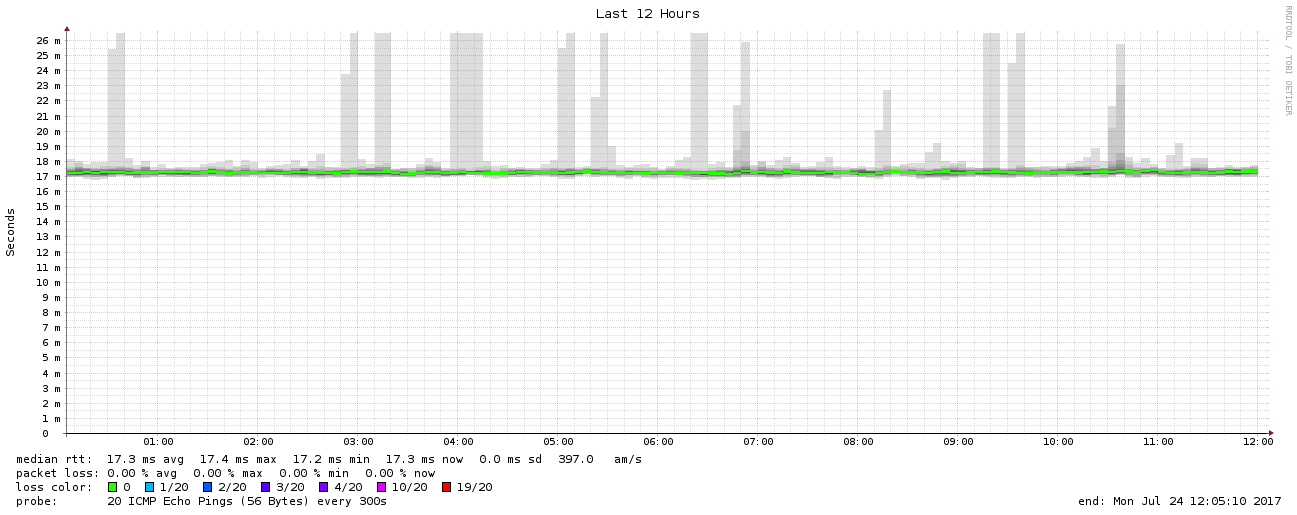 Last 12 Hours
RRDTOOL / TOBI OETIKER
Seconds
26 m
25 m
24 m
23 m
22 m
21 m
20 m
19 m
18 m
17 m
16 m
15 m
14 m
13 m
12 m
11 m
10 m
9 m
8 m
7 m
6 m
5 m
4 m
3 m
2 m
1 m
0
01:00 02:00 03:00 04:00 05:00 06:00 07:00 08:00 09:00 10:00 11:00 12:00
median rtt: 17.3 ms avg 17.4 ms max 17.2 ms min 17.3 ms now 0.0 ms sd 397.0 am/s
packet loss: 0.00 % avg 0.00 % max 0.00 % min 0.00 % now
loss color: 0 1/20 2/20 3/20 4/20 10/20 19/20
probe: 20 ICMP Echo Pings (56 Bytes) every 300s end: Mon Jul 24 12:05:10 2017